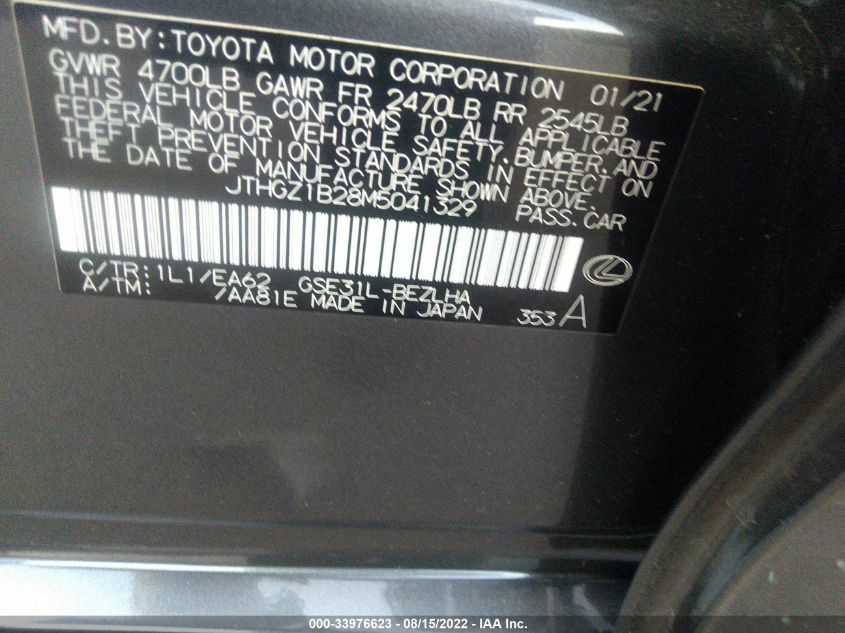 MFD. BY: TOYOTA MOTOR CORPORATION 01/21
GVWR 4700LB GAWR FR 2470LB RR 2545LB
THIS VEHICLE CONFORMS TO ALL APPLICABLE
FEDERAL MOTOR VEHICLE SAFETY, BUMPER, AND
THEFT PREVENTION STANDARDS IN EFFECT ON
THE DATE OF MANUFACTURE SHOWN ABOVE.
JTHGZ1B28M5041329 PASS. CAR
C/TR: 1L1/EA62 GSE31L-BEZLHA
A/TM: /AA81E MADE IN JAPAN 353 A
000-33976623 - 08/15/2022 - IAA Inc.